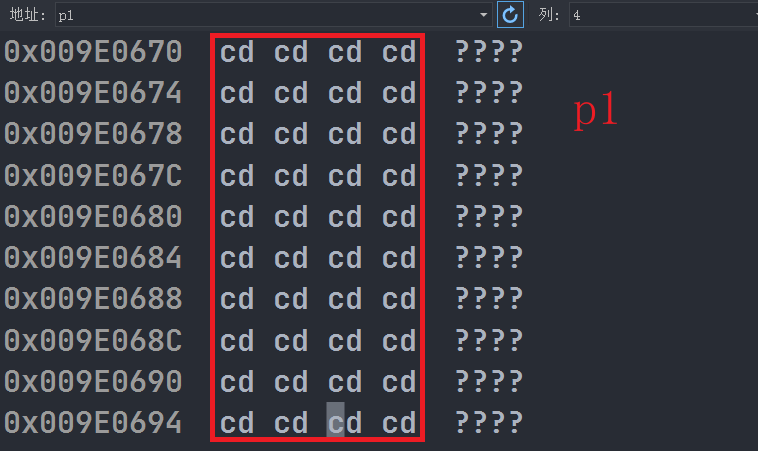 地址: p1 列: 4
0x009E0670 cd cd cd cd ????
0x009E0674 cd cd cd cd ????
0x009E0678 cd cd cd cd ????
0x009E067C cd cd cd cd ????
0x009E0680 cd cd cd cd ????
0x009E0684 cd cd cd cd ????
0x009E0688 cd cd cd cd ????
0x009E068C cd cd cd cd ????
0x009E0690 cd cd cd cd ????
0x009E0694 cd cd cd cd ????
p1